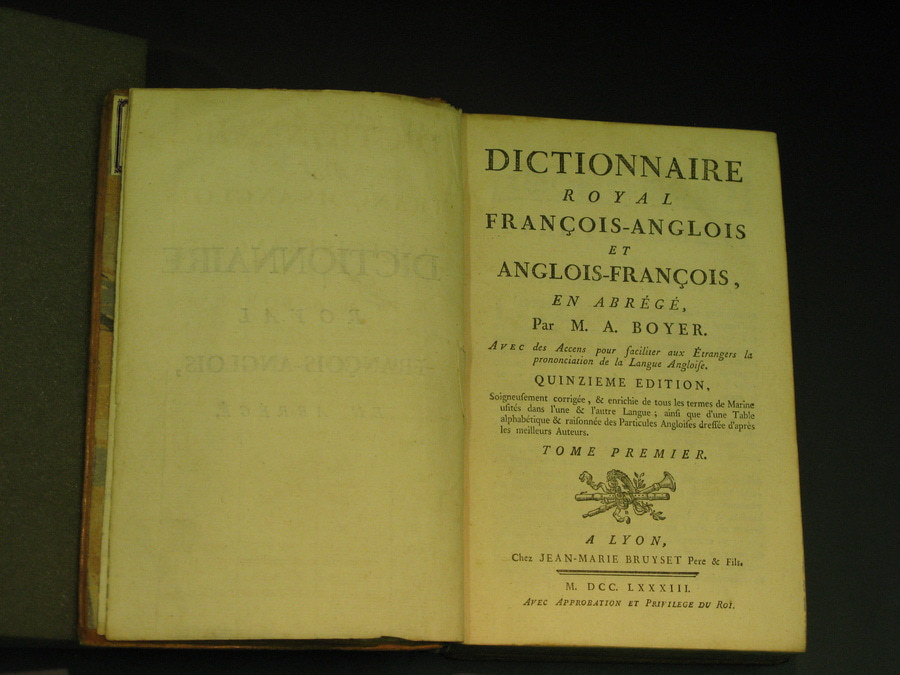 DICTIONNAIRE
ROYAL
FRANÇOIS-ANGLOIS
ET
ANGLOIS-FRANÇOIS,
EN ABRÉGÉ,
Par M. A. BOYER.
AVEC des Accens pour faciliter aux Étrangers la
prononciation de la Langue Angloiſe.
QUINZIEME EDITION,
Soigneuſement corrigée, & enrichie de tous les termes de Marine
uſités dans l'une & l'autre Langue ; ainſi que d'une Table
alphabétique & raiſonnée des Particules Angloiſes dreſſée d'après
les meilleurs Auteurs.
TOME PREMIER.
A LYON,
Chez JEAN-MARIE BRUYSET Pere & Fils.
M. DCC. LXXXIII.
AVEC APPROBATION ET PRIVILEGE DU ROI.